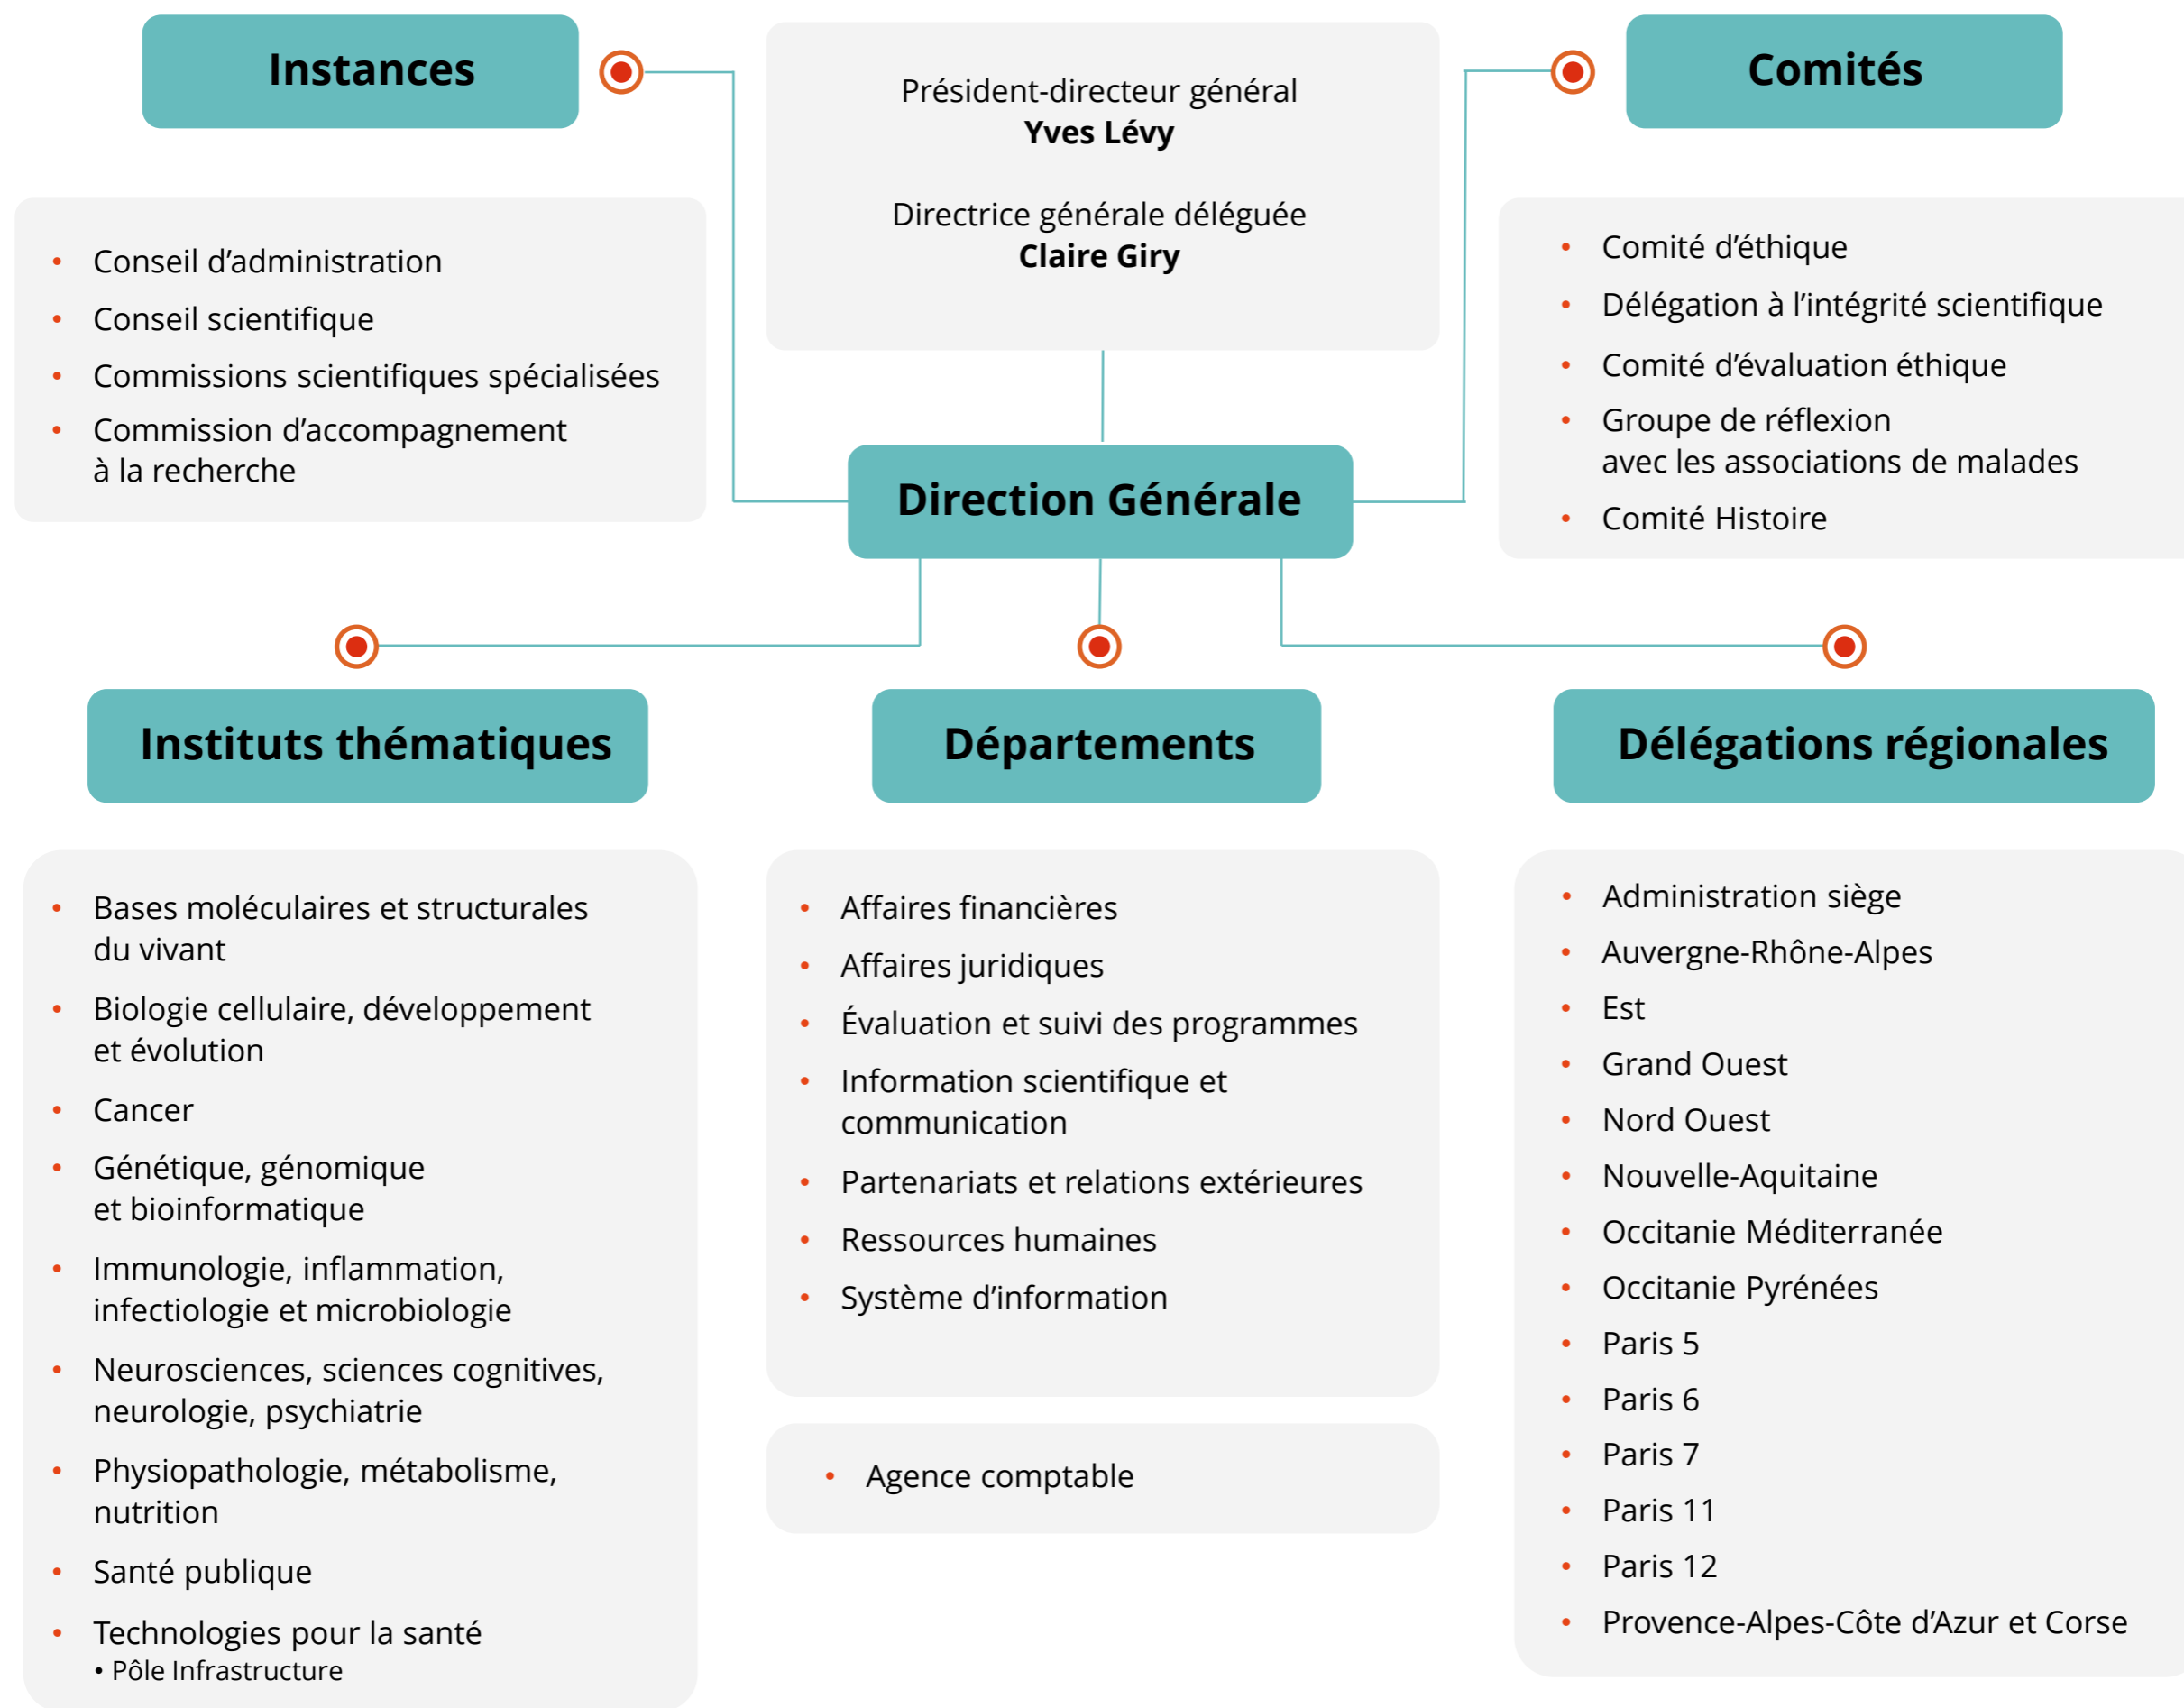 Instances
Conseil d’administration
Conseil scientifique
Commissions scientifiques spécialisées
Commission d’accompagnement
à la recherche
Président-directeur général
Yves Lévy
Directrice générale déléguée
Claire Giry
Comités
Comité d’éthique
Délégation à l’intégrité scientifique
Comité d’évaluation éthique
Groupe de réflexion
avec les associations de malades
Comité Histoire
Direction Générale
Instituts thématiques
Bases moléculaires et structurales
du vivant
Biologie cellulaire, développement
et évolution
Cancer
Génétique, génomique
et bioinformatique
Immunologie, inflammation,
infectiologie et microbiologie
Neurosciences, sciences cognitives,
neurologie, psychiatrie
Physiopathologie, métabolisme,
nutrition
Santé publique
Technologies pour la santé
• Pôle Infrastructure
Départements
Affaires financières
Affaires juridiques
Évaluation et suivi des programmes
Information scientifique et
communication
Partenariats et relations extérieures
Ressources humaines
Système d’information
Agence comptable
Délégations régionales
Administration siège
Auvergne-Rhône-Alpes
Est
Grand Ouest
Nord Ouest
Nouvelle-Aquitaine
Occitanie Méditerranée
Occitanie Pyrénées
Paris 5
Paris 6
Paris 7
Paris 11
Paris 12
Provence-Alpes-Côte d’Azur et Corse